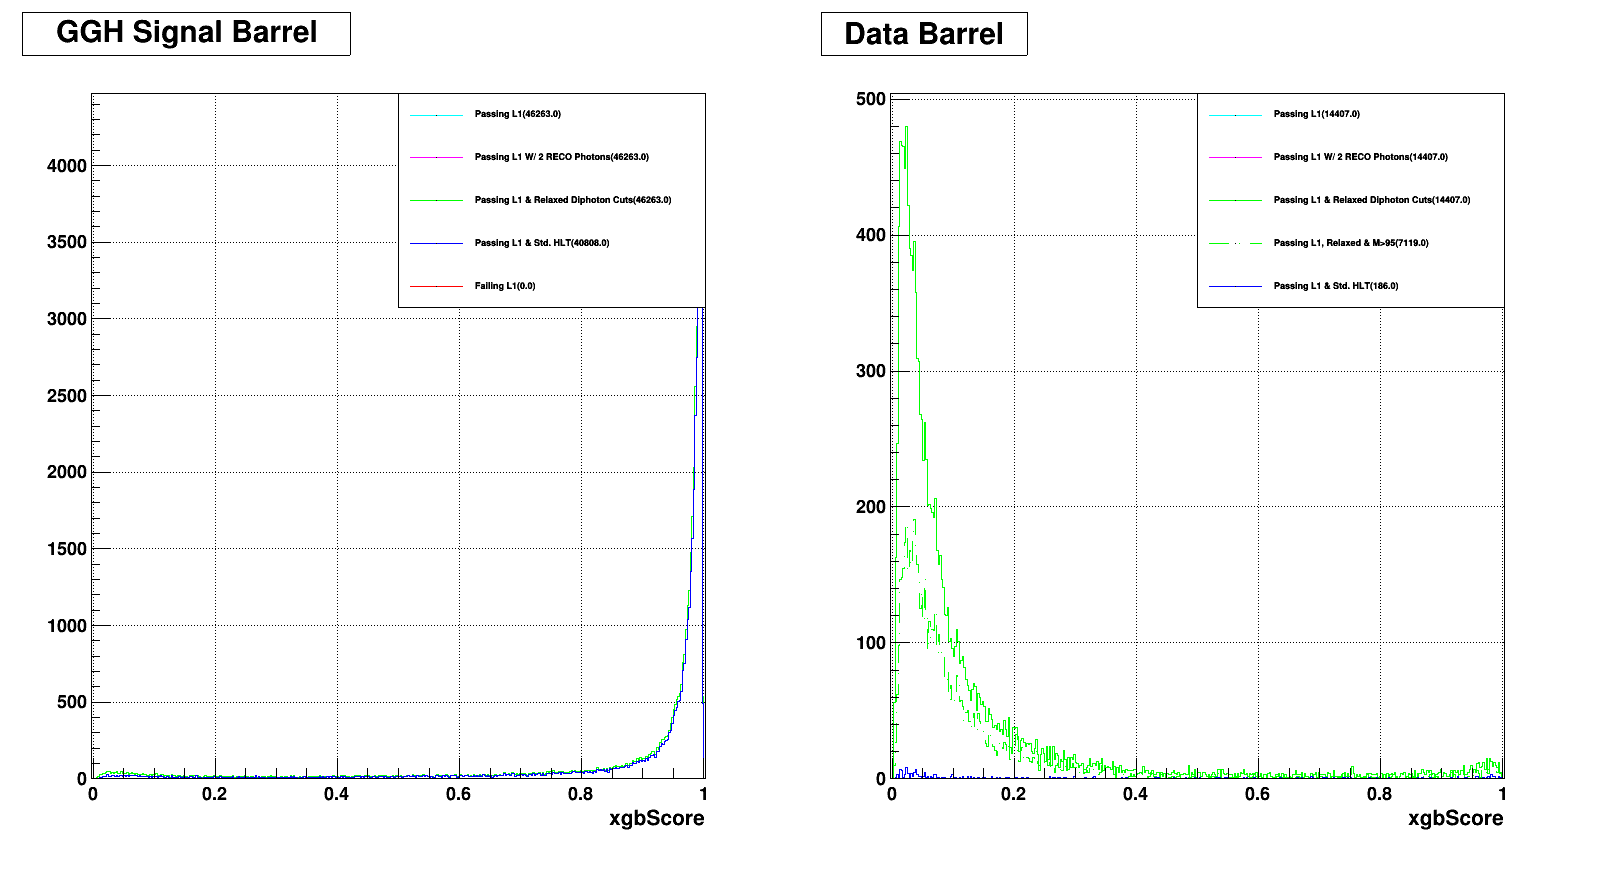 GGH Signal Barrel
Passing L1(46263.0)
Passing L1 W/ 2 RECO Photons(46263.0)
Passing L1 & Relaxed Diphoton Cuts(46263.0)
Passing L1 & Std. HLT(40808.0)
Failing L1(0.0)
4000
3500
3000
2500
2000
1500
1000
500
0
0 0.2 0.4 0.6 0.8 1
xgbScore
Data Barrel
Passing L1(14407.0)
Passing L1 W/ 2 RECO Photons(14407.0)
Passing L1 & Relaxed Diphoton Cuts(14407.0)
Passing L1, Relaxed & M>95(7119.0)
Passing L1 & Std. HLT(186.0)
500
400
300
200
100
0
0 0.2 0.4 0.6 0.8 1
xgbScore